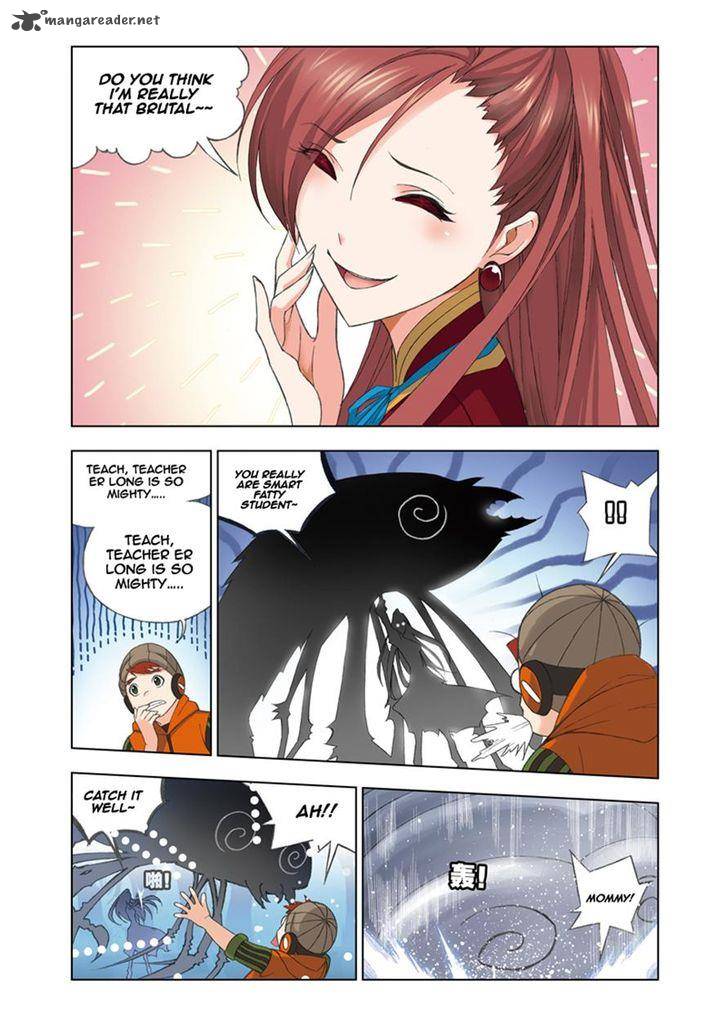 mangareader.net
DO YOU THINK
I'M REALLY
THAT BRUTAL~~
TEACH, TEACHER
ER LONG IS SO
MIGHTY.....
TEACH,
TEACHER ER
LONG IS SO
MIGHTY.....
YOU REALLY
ARE SMART
FATTY
STUDENT~
!!
CATCH IT
WELL~
AH!!
啪!
轰!
MOMMY!